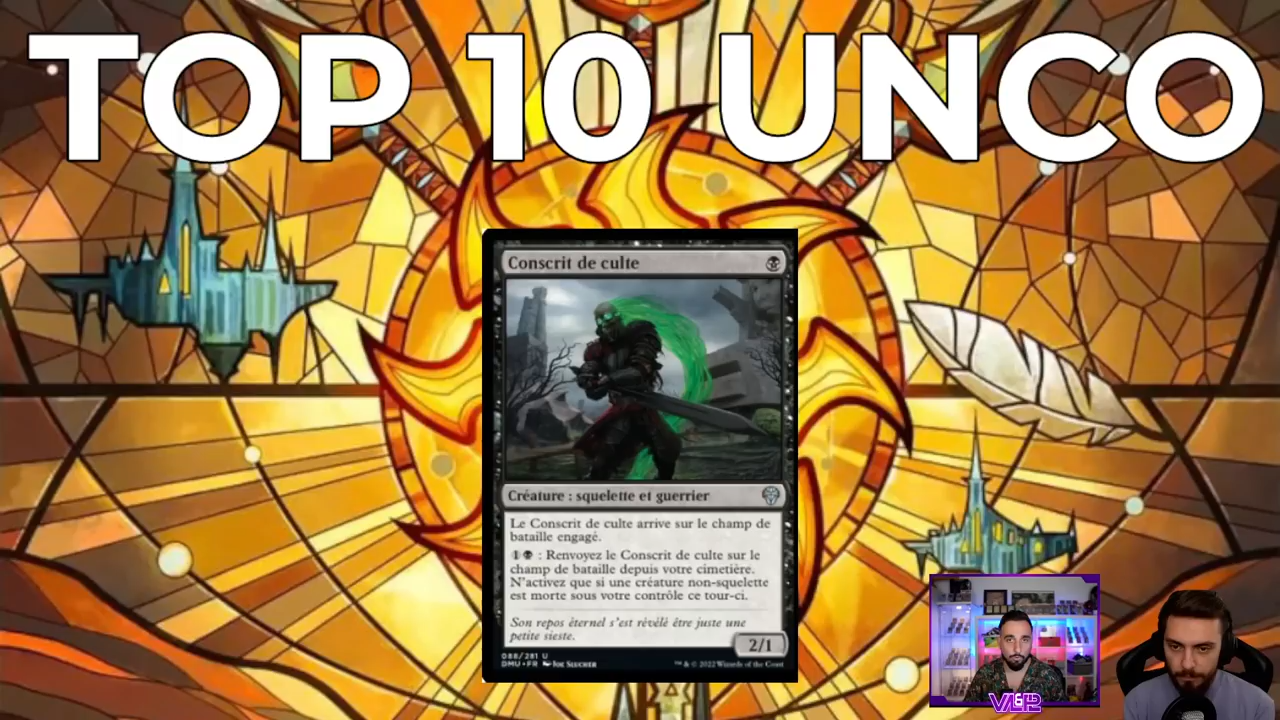 TOP 10 UNCO
Conscrit de culte
Créature : squelette et guerrier
Le Conscrit de culte arrive sur le champ de
bataille engagé.
1 : Renvoyez le Conscrit de culte sur le
champ de bataille depuis votre cimetière.
N'activez que si une créature non-squelette
est morte sous votre contrôle ce tour-ci.
Son repos éternel s'est révélé être juste une
petite sieste.
2/1
088/281 U
DMU • FR Joe Slucher
™ & © 2022 Wizards of the Coast